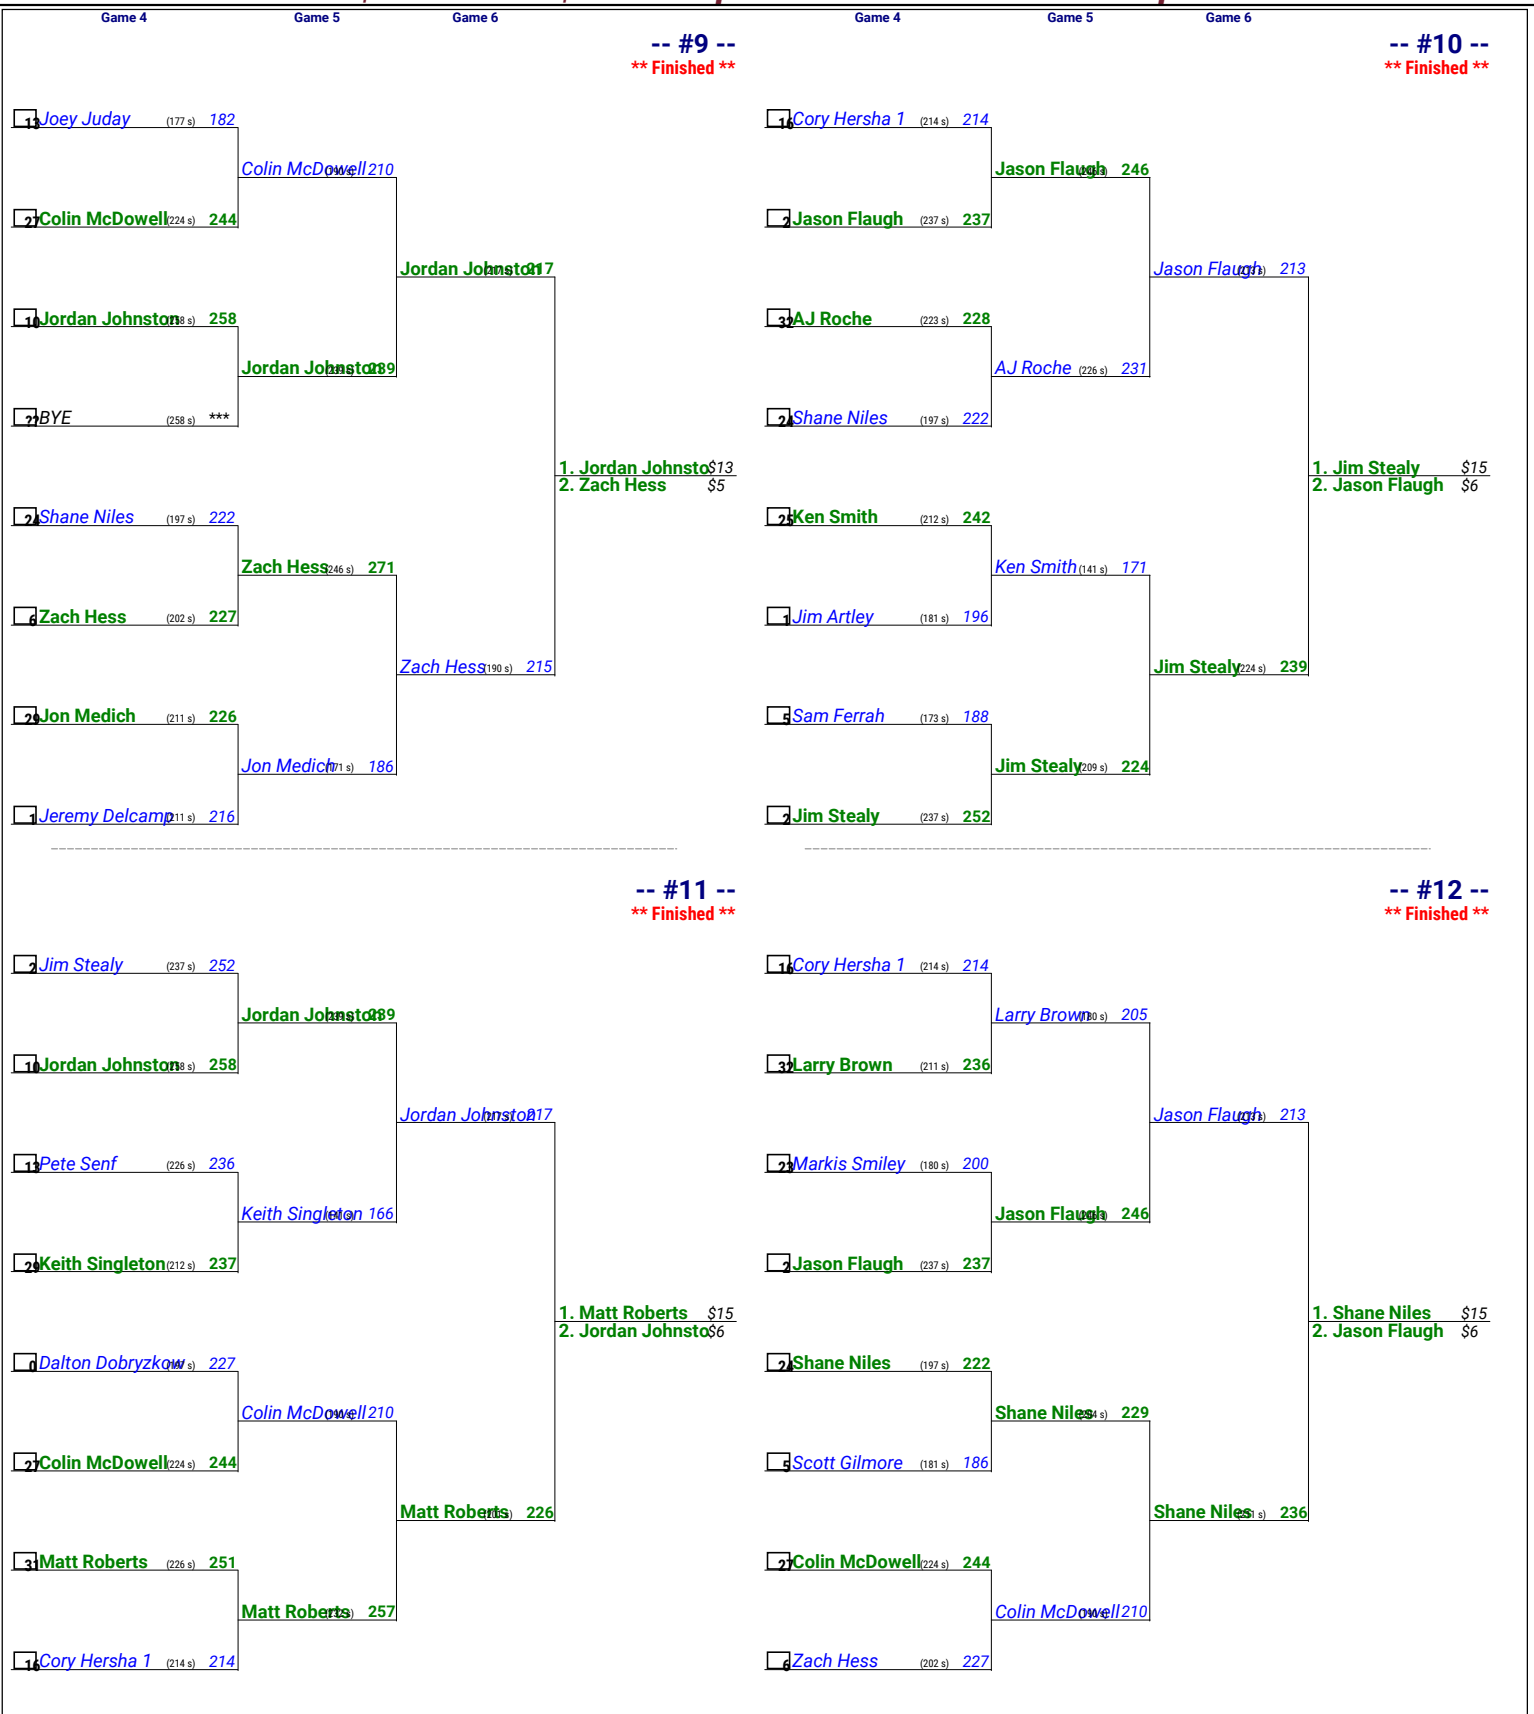 Game 4 Game 5 Game 6 Game 4 Game 5 Game 6
-- #9 --
** Finished **
13 Joey Juday (177 s) 182
Colin McDowell 210
27 Colin McDowell (224 s) 244
Jordan Johnston 217
10 Jordan Johnston 258
Jordan Johnston 239
?? BYE (258 s) ***
1. Jordan Johnsto $13
2. Zach Hess $5
24 Shane Niles (197 s) 222
Zach Hess (246 s) 271
6 Zach Hess (202 s) 227
Zach Hess (190 s) 215
29 Jon Medich (211 s) 226
Jon Medich 186
1 Jeremy Delcamp (211 s) 216
-- #10 --
** Finished **
16 Cory Hersha 1 (214 s) 214
Jason Flaugh 246
2 Jason Flaugh (237 s) 237
Jason Flaugh 213
32 AJ Roche (223 s) 228
AJ Roche (226 s) 231
24 Shane Niles (197 s) 222
1. Jim Stealy $15
2. Jason Flaugh $6
25 Ken Smith (212 s) 242
Ken Smith (141 s) 171
1 Jim Artley (181 s) 196
Jim Stealy (224 s) 239
5 Sam Ferrah (173 s) 188
Jim Stealy (209 s) 224
2 Jim Stealy (237 s) 252
-- #11 --
** Finished **
2 Jim Stealy (237 s) 252
Jordan Johnston 239
10 Jordan Johnston 258
Jordan Johnston 217
13 Pete Senf (226 s) 236
Keith Singleton 166
29 Keith Singleton (212 s) 237
1. Matt Roberts $15
2. Jordan Johnsto $6
0 Dalton Dobryzkow 227
Colin McDowell 210
27 Colin McDowell (224 s) 244
Matt Roberts 226
31 Matt Roberts (226 s) 251
Matt Roberts 257
16 Cory Hersha 1 (214 s) 214
-- #12 --
** Finished **
16 Cory Hersha 1 (214 s) 214
Larry Brown 205
32 Larry Brown (211 s) 236
Jason Flaugh 213
23 Markis Smiley (180 s) 200
Jason Flaugh 246
2 Jason Flaugh (237 s) 237
1. Shane Niles $15
2. Jason Flaugh $6
24 Shane Niles (197 s) 222
Shane Niles 229
5 Scott Gilmore (181 s) 186
Shane Niles 236
27 Colin McDowell (224 s) 244
Colin McDowell 210
6 Zach Hess (202 s) 227